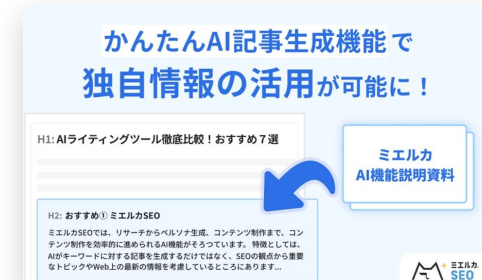 かんたんAI記事生成機能で
独自情報の活用が可能に！
H1: AIライティングツール徹底比較！おすすめ７選
ミエルカ
AI機能説明資料
H2: おすすめ① ミエルカSEO
ミエルカSEOでは、リサーチからペルソナ生成、コンテンツ制作まで、コン
テンツ制作を効率的に進められるAI機能がそろっています。 特徴としては、
AIがキーワードに対する記事を生成するだけではなく、SEOの観点から重要
なトピックやWeb上の最新の情報を考慮しているところにあります...
ミエルカ
SEO